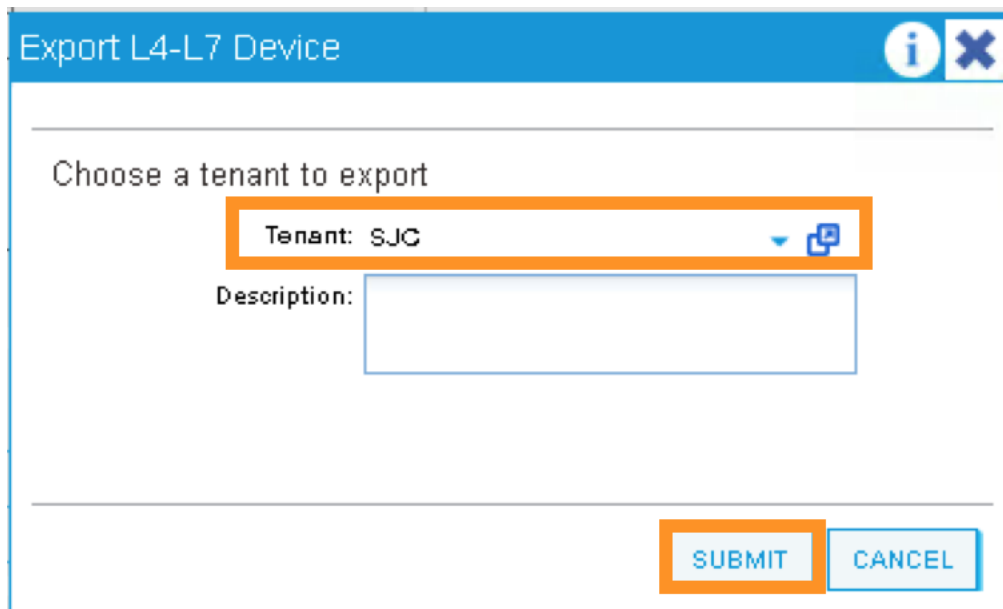 Export L4-L7 Device
Choose a tenant to export
Tenant: SJC
Description:
SUBMIT CANCEL